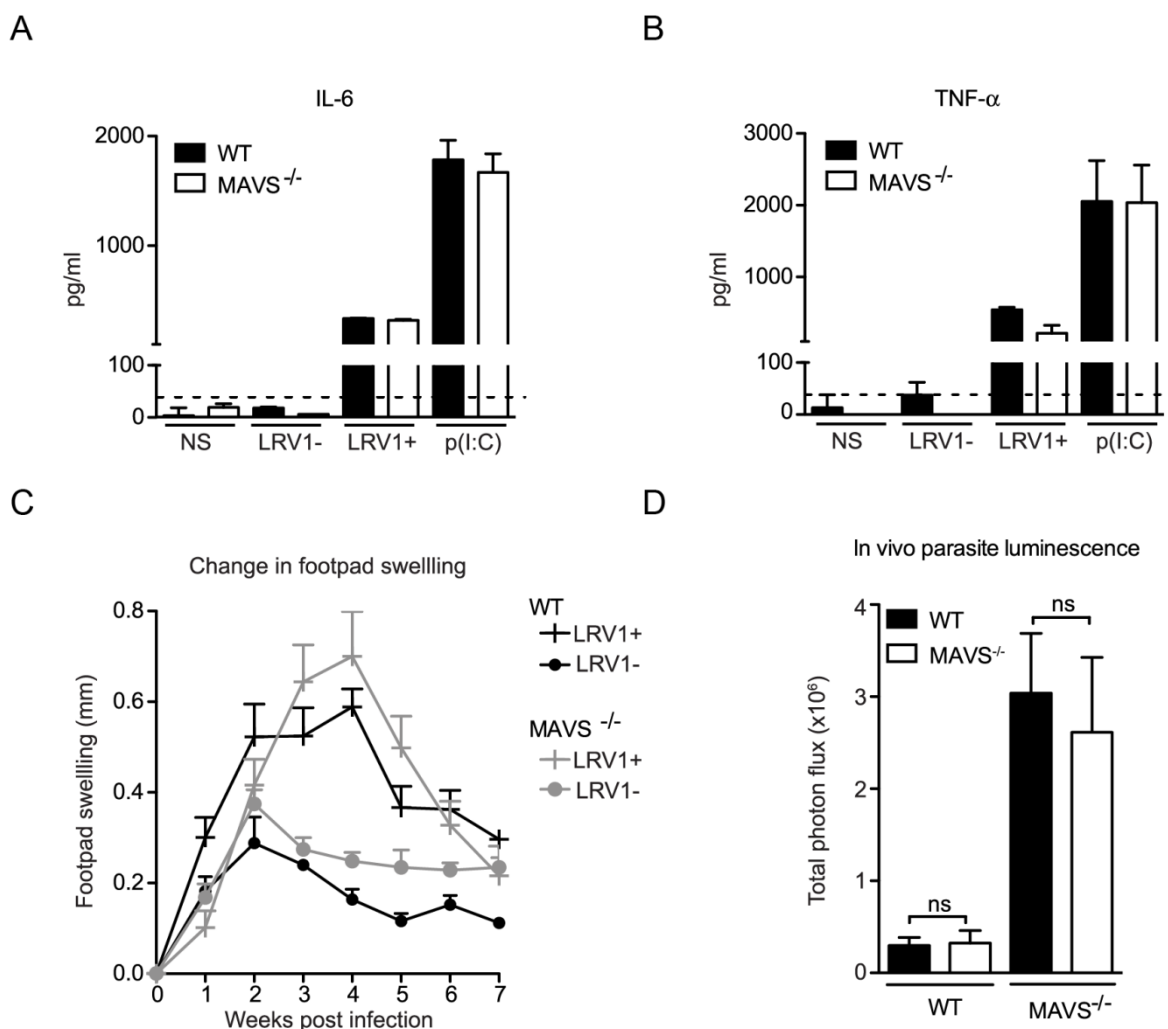 A
IL-6
WT
MAVS -/-
pg/ml
2000
1000
100
0
NS LRV1- LRV1+ p(I:C)
B
TNF-α
WT
MAVS -/-
pg/ml
3000
2000
1000
100
0
NS LRV1- LRV1+ p(I:C)
C
Change in footpad swellling
Footpad swellling (mm)
0.8
0.6
0.4
0.2
0.0
0 1 2 3 4 5 6 7
Weeks post infection
WT
LRV1+
LRV1-
MAVS -/-
LRV1+
LRV1-
D
In vivo parasite luminescence
WT
MAVS-/-
Total photon flux (x10⁶)
4
3
2
1
0
ns
ns
WT MAVS-/-